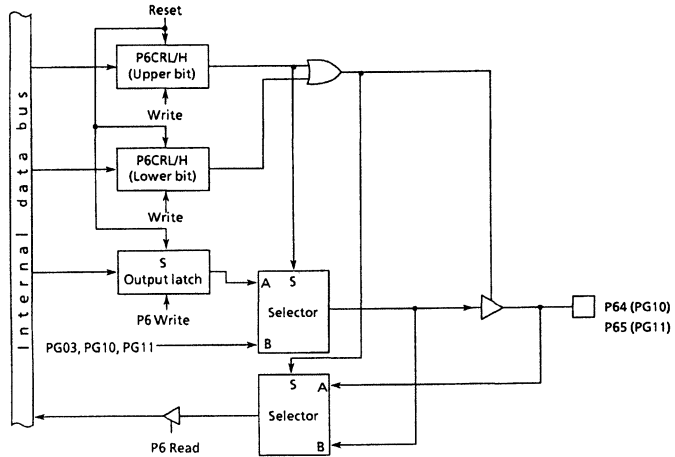 Reset
P6CRL/H
(Upper bit)
Write
P6CRL/H
(Lower bit)
Write
S
Output latch
P6 Write
A
S
Selector
B
PG03, PG10, PG11
P64 (PG10)
P65 (PG11)
S
A
Selector
B
P6 Read
Internal data bus